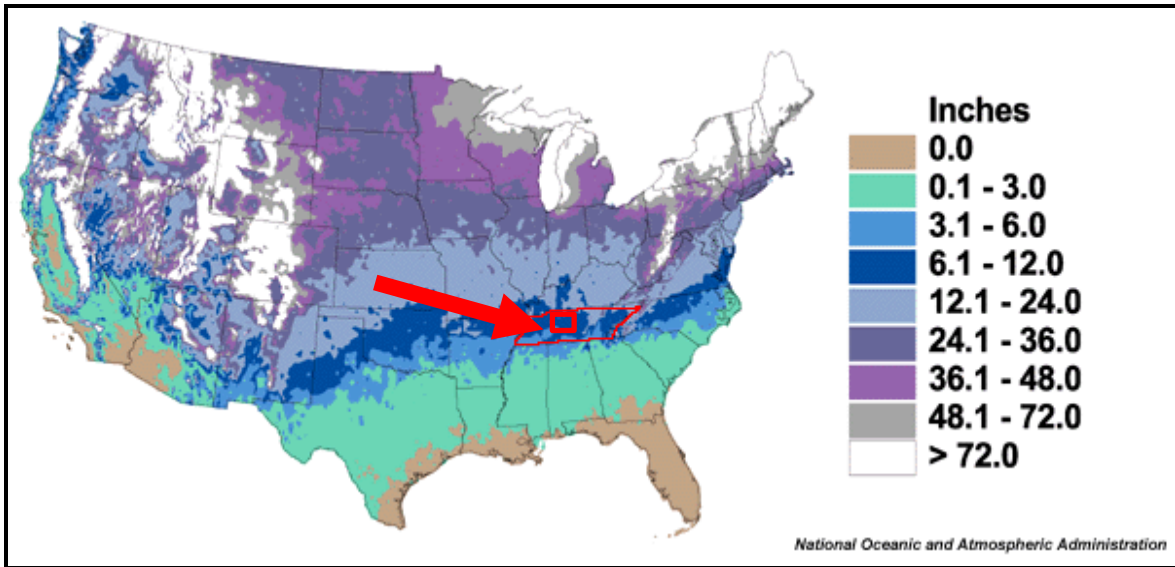 Inches
0.0
0.1 - 3.0
3.1 - 6.0
6.1 - 12.0
12.1 - 24.0
24.1 - 36.0
36.1 - 48.0
48.1 - 72.0
> 72.0
National Oceanic and Atmospheric Administration